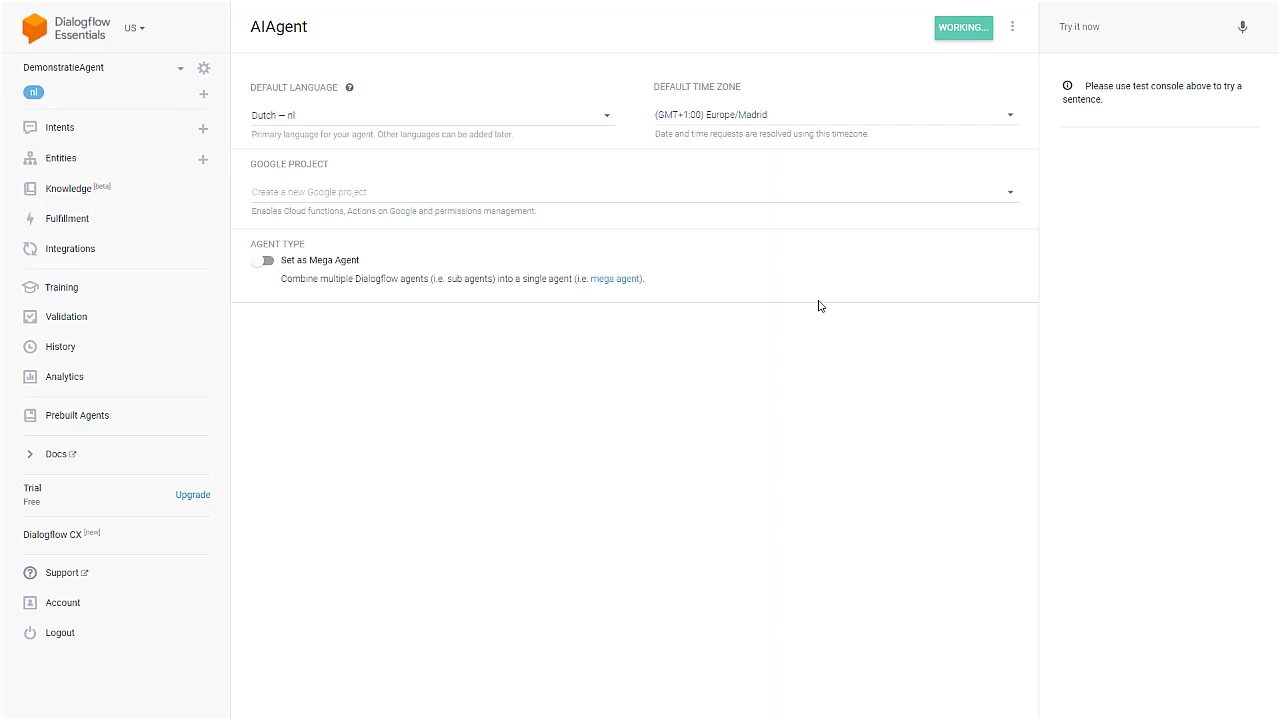 Dialogflow
Essentials
US
DemonstratieAgent
nl
Intents
Entities
Knowledge [beta]
Fulfillment
Integrations
Training
Validation
History
Analytics
Prebuilt Agents
Docs
Trial
Free
Upgrade
Dialogflow CX [new]
Support
Account
Logout
AIAgent
WORKING...
DEFAULT LANGUAGE
DEFAULT TIME ZONE
Dutch — nl
(GMT+1:00) Europe/Madrid
Primary language for your agent. Other languages can be added later.
Date and time requests are resolved using this timezone.
GOOGLE PROJECT
Create a new Google project
Enables Cloud functions, Actions on Google and permissions management.
AGENT TYPE
Set as Mega Agent
Combine multiple Dialogflow agents (i.e. sub agents) into a single agent (i.e. mega agent).
Try it now
Please use test console above to try a
sentence.